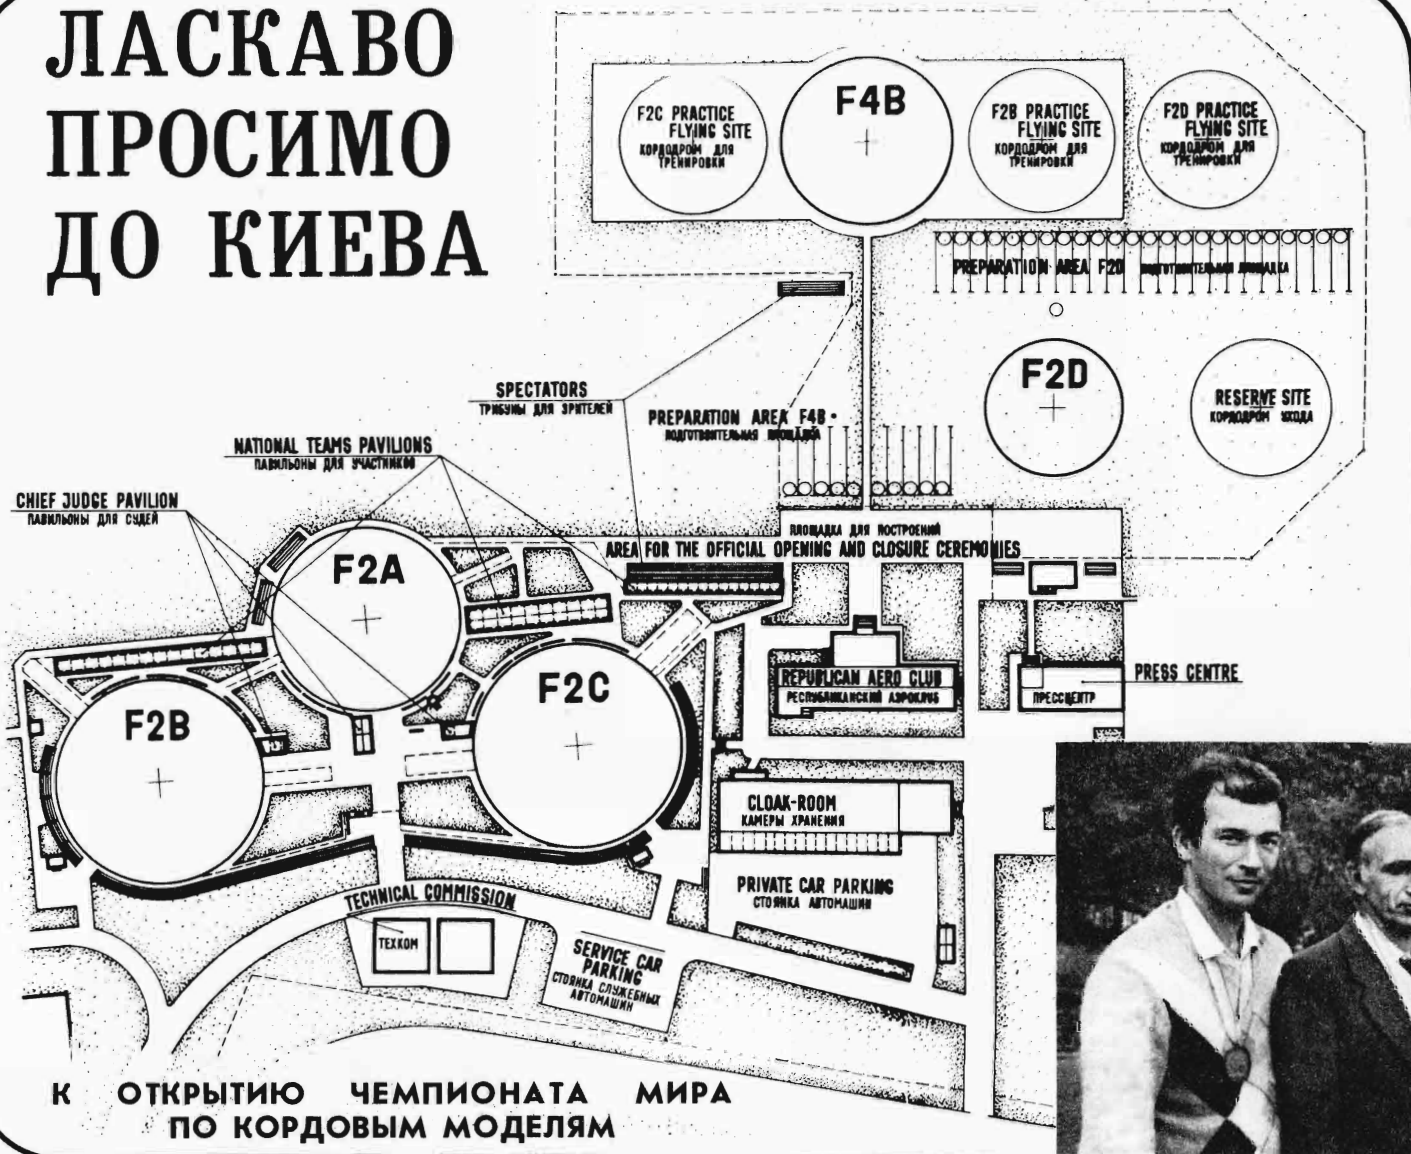 ЛАСКАВО
ПРОСИМО
ДО КИЕВА
F2C PRACTICE
FLYING SITE
КОРДОДРОМ ДЛЯ
ТРЕНИРОВКИ
F4B
F2B PRACTICE
FLYING SITE
КОРДОДРОМ ДЛЯ
ТРЕНИРОВКИ
F2D PRACTICE
FLYING SITE
КОРДОДРОМ ДЛЯ
ТРЕНИРОВКИ
PREPARATION AREA F2D ПОДГОТОВИТЕЛЬНАЯ ПЛОЩАДКА
F2D
RESERVE SITE
КОРДОДРОМ УХОДА
SPECTATORS
ТРИБУНЫ ДЛЯ ЗРИТЕЛЕЙ
PREPARATION AREA F4B
ПОДГОТОВИТЕЛЬНАЯ ПЛОЩАДКА
NATIONAL TEAMS PAVILIONS
ПАВИЛЬОНЫ ДЛЯ УЧАСТНИКОВ
CHIEF JUDGE PAVILION
ПАВИЛЬОНЫ ДЛЯ СУДЕЙ
ПЛОЩАДКА ДЛЯ ПОСТРОЕНИЙ
AREA FOR THE OFFICIAL OPENING AND CLOSURE CEREMONIES
F2A
F2C
F2B
REPUBLICAN AERO CLUB
РЕСПУБЛИКАНСКИЙ АЭРОКЛУБ
PRESS CENTRE
ПРЕССЦЕНТР
CLOAK-ROOM
КАМЕРЫ ХРАНЕНИЯ
PRIVATE CAR PARKING
СТОЯНКА АВТОМАШИН
TECHNICAL COMMISSION
ТЕХКОМ
SERVICE CAR
PARKING
СТОЯНКА СЛУЖЕБНЫХ
АВТОМАШИН
К ОТКРЫТИЮ ЧЕМПИОНАТА МИРА
ПО КОРДОВЫМ МОДЕЛЯМ